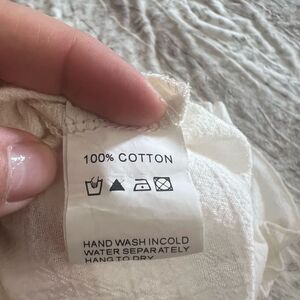 100% COTTON
HAND WASH INCOLD
WATER SEPARATELY
HANG TO DRY